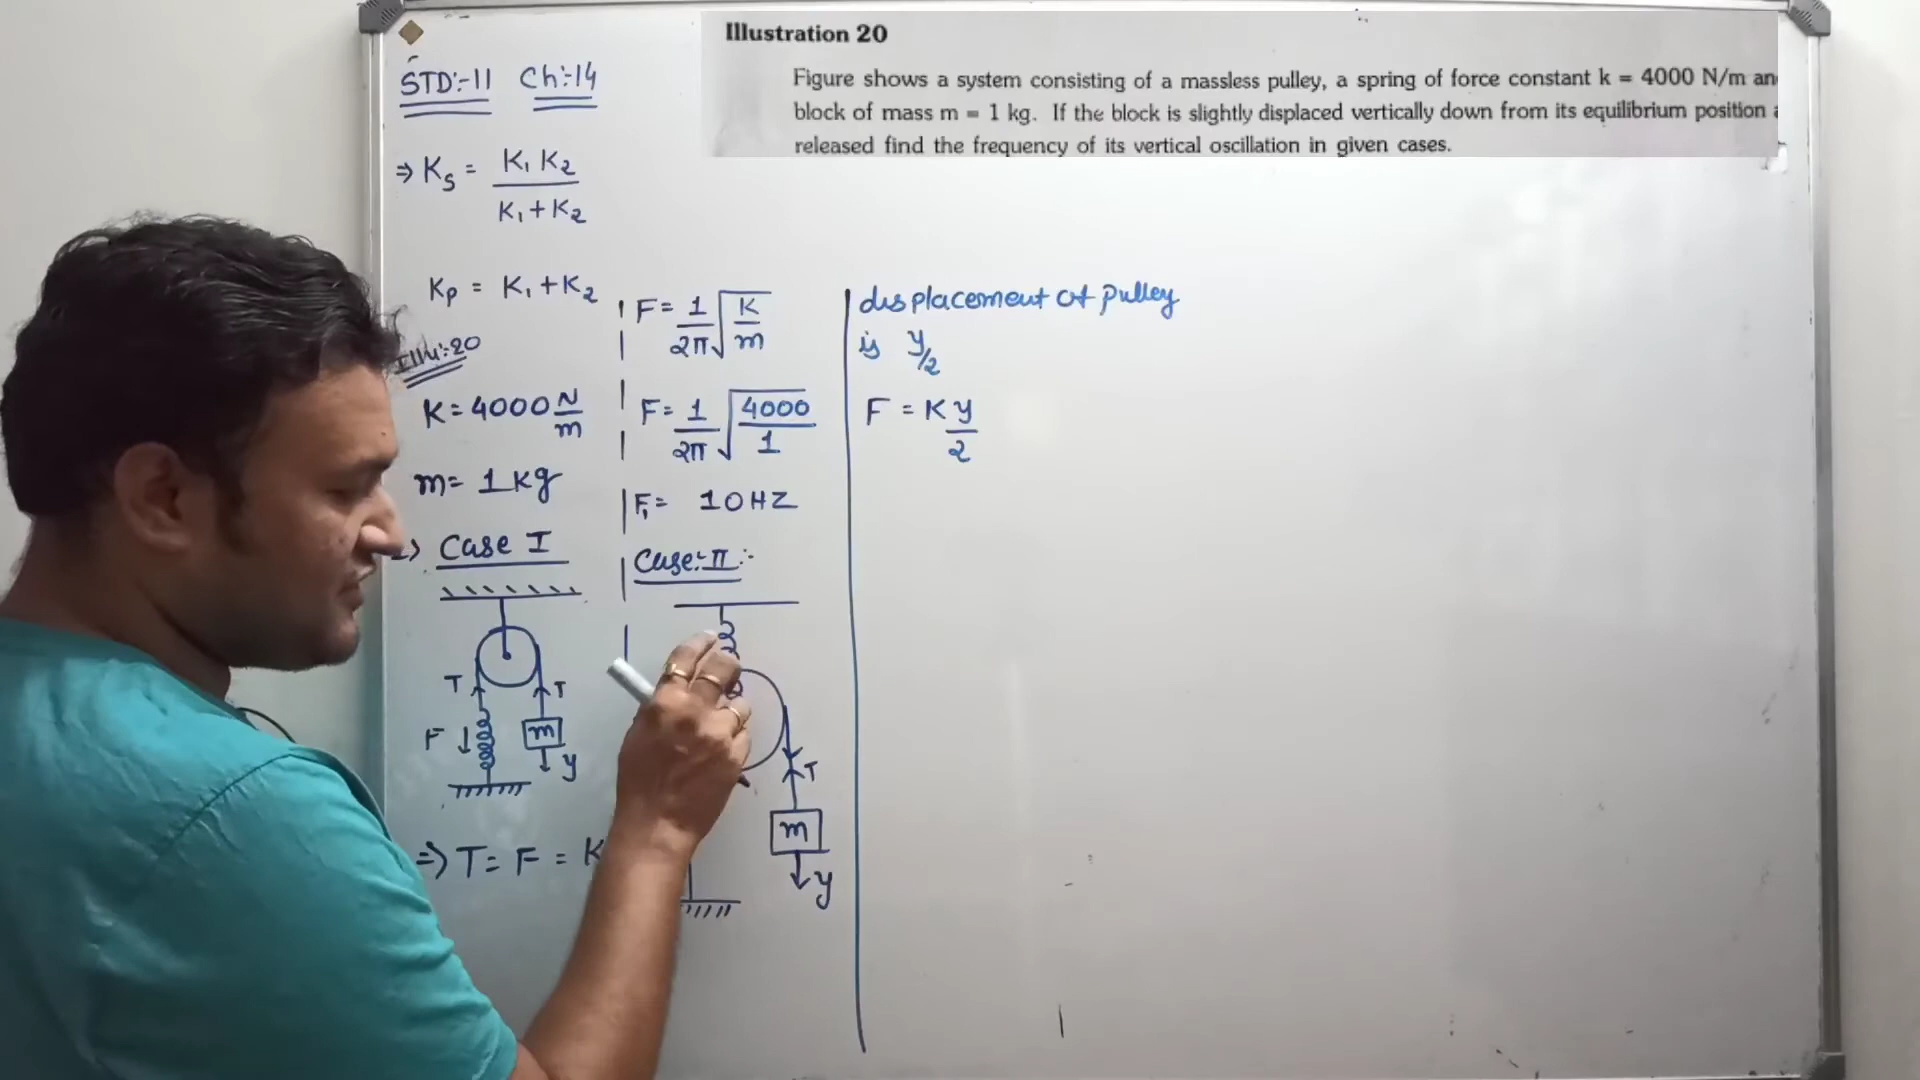 Illustration 20
Figure shows a system consisting of a massless pulley, a spring of force constant k = 4000 N/m an
block of mass m = 1 kg. If the block is slightly displaced vertically down from its equilibrium position
released find the frequency of its vertical oscillation in given cases.
STD:-11 Ch:-14
⇒ Ks = K1 K2 / K1 + K2
Kp = K1 + K2
Illu:-20
K = 4000 N/m
m = 1 kg
Case I
T T
F m
y
⇒ T = F = K
F = 1/2π √K/m
F = 1/2π √4000/1
F1 = 10 HZ
Case:-II :-
T
m
y
displacement of pulley
is y/2
F = K y/2